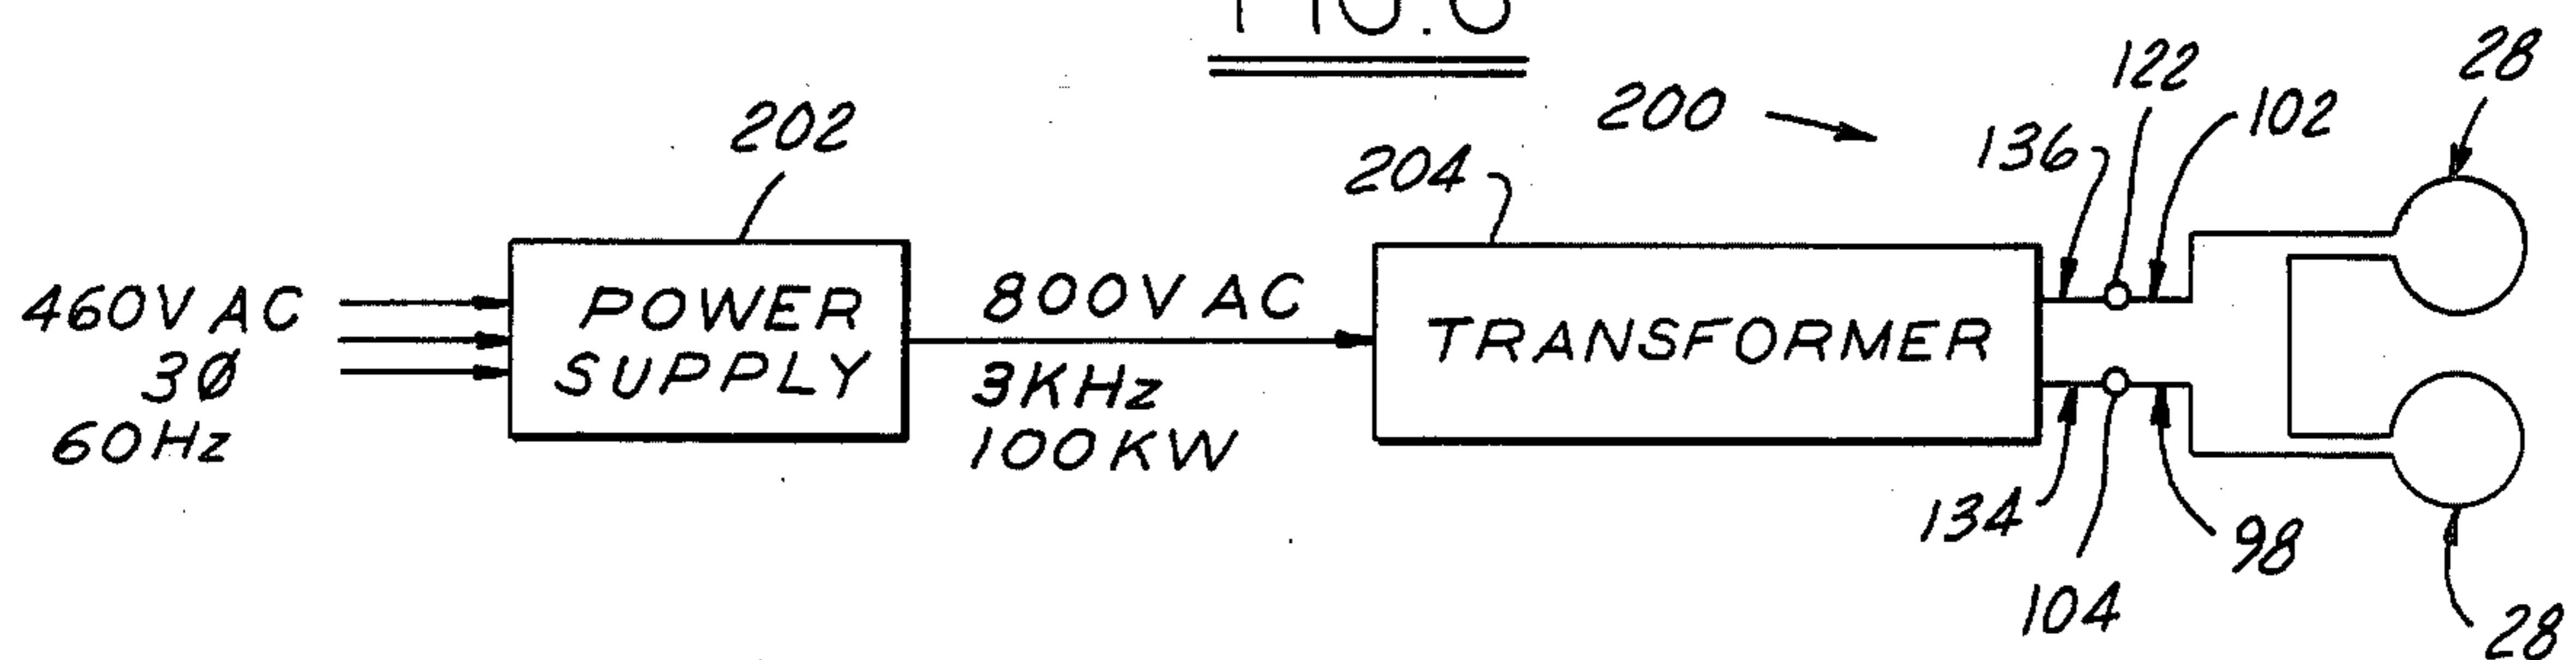 202
200
122
28
136
102
204
460V AC
3Ø
60Hz
POWER
SUPPLY
800V AC
3KHz
100KW
TRANSFORMER
134
104
98
28